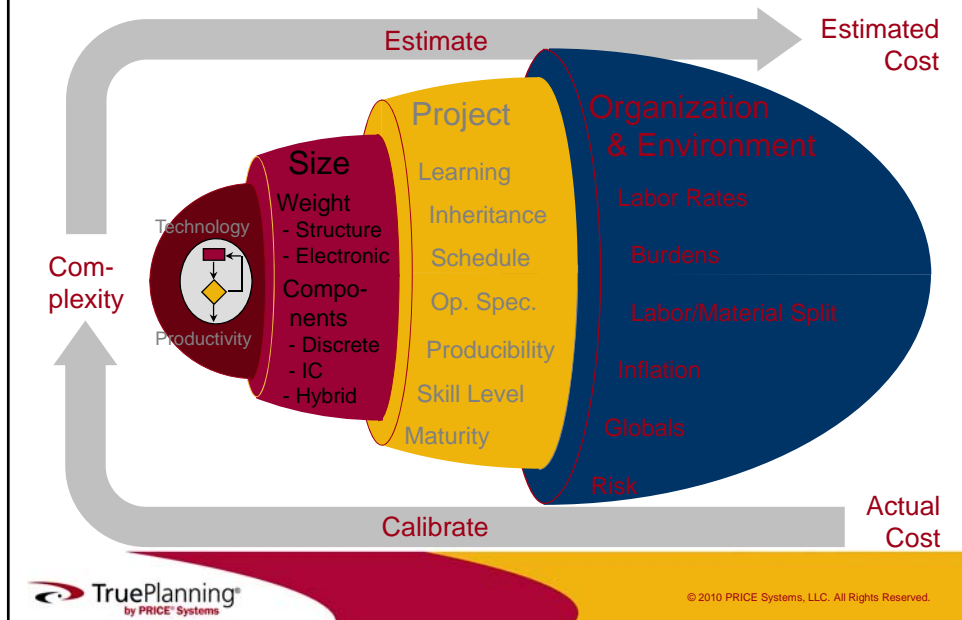 Estimate
Estimated
Cost
Com-
plexity
Technology
Productivity
Size
Weight
- Structure
- Electronic
Compo-
nents
- Discrete
- IC
- Hybrid
Project
Learning
Inheritance
Schedule
Op. Spec.
Producibility
Skill Level
Maturity
Organization
& Environment
Labor Rates
Burdens
Labor/Material Split
Inflation
Globals
Risk
Calibrate
Actual
Cost
TruePlanning®
by PRICE® Systems
© 2010 PRICE Systems, LLC. All Rights Reserved.